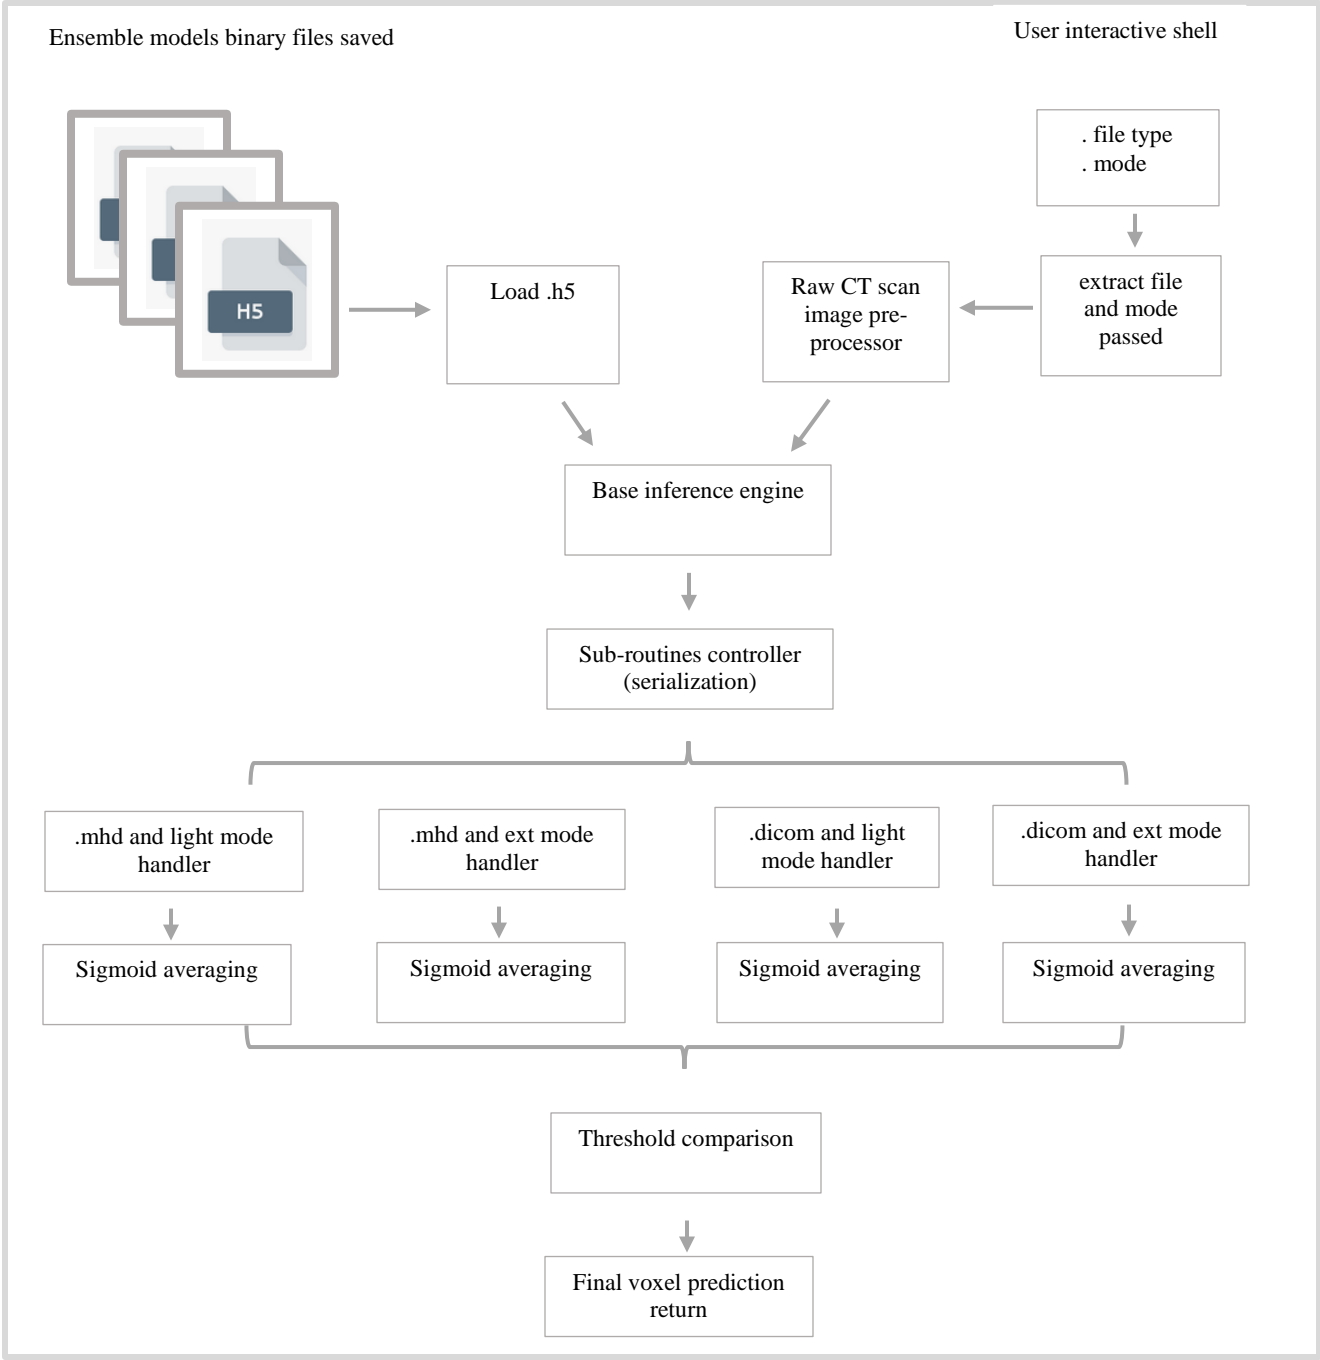 Ensemble models binary files saved
User interactive shell
. file type
. mode
H5
Load .h5
Raw CT scan
image pre-
processor
extract file
and mode
passed
Base inference engine
Sub-routines controller
(serialization)
.mhd and light mode
handler
.mhd and ext mode
handler
.dicom and light
mode handler
.dicom and ext mode
handler
Sigmoid averaging
Sigmoid averaging
Sigmoid averaging
Sigmoid averaging
Threshold comparison
Final voxel prediction
return